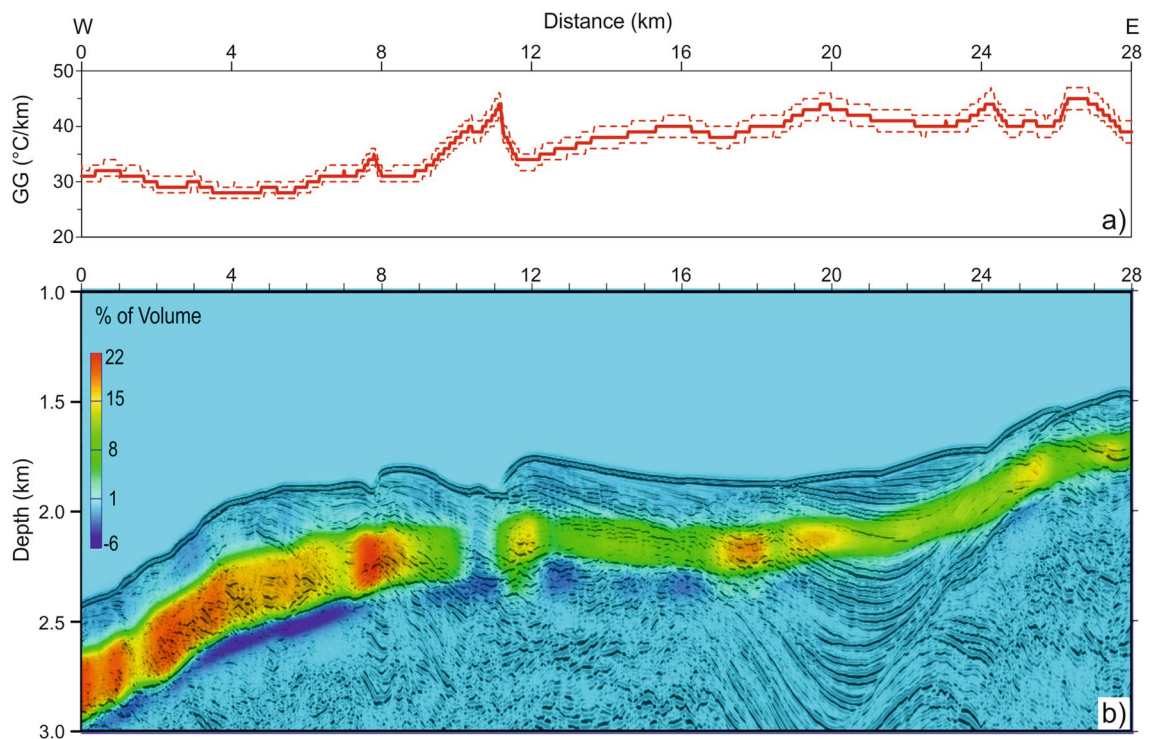 W Distance (km) E
0 4 8 12 16 20 24 28
50
40
30
20
GG (°C/km)
a)
0 4 8 12 16 20 24 28
1.0
% of Volume
22
15
8
1
-6
1.5
2.0
2.5
3.0
Depth (km)
b)